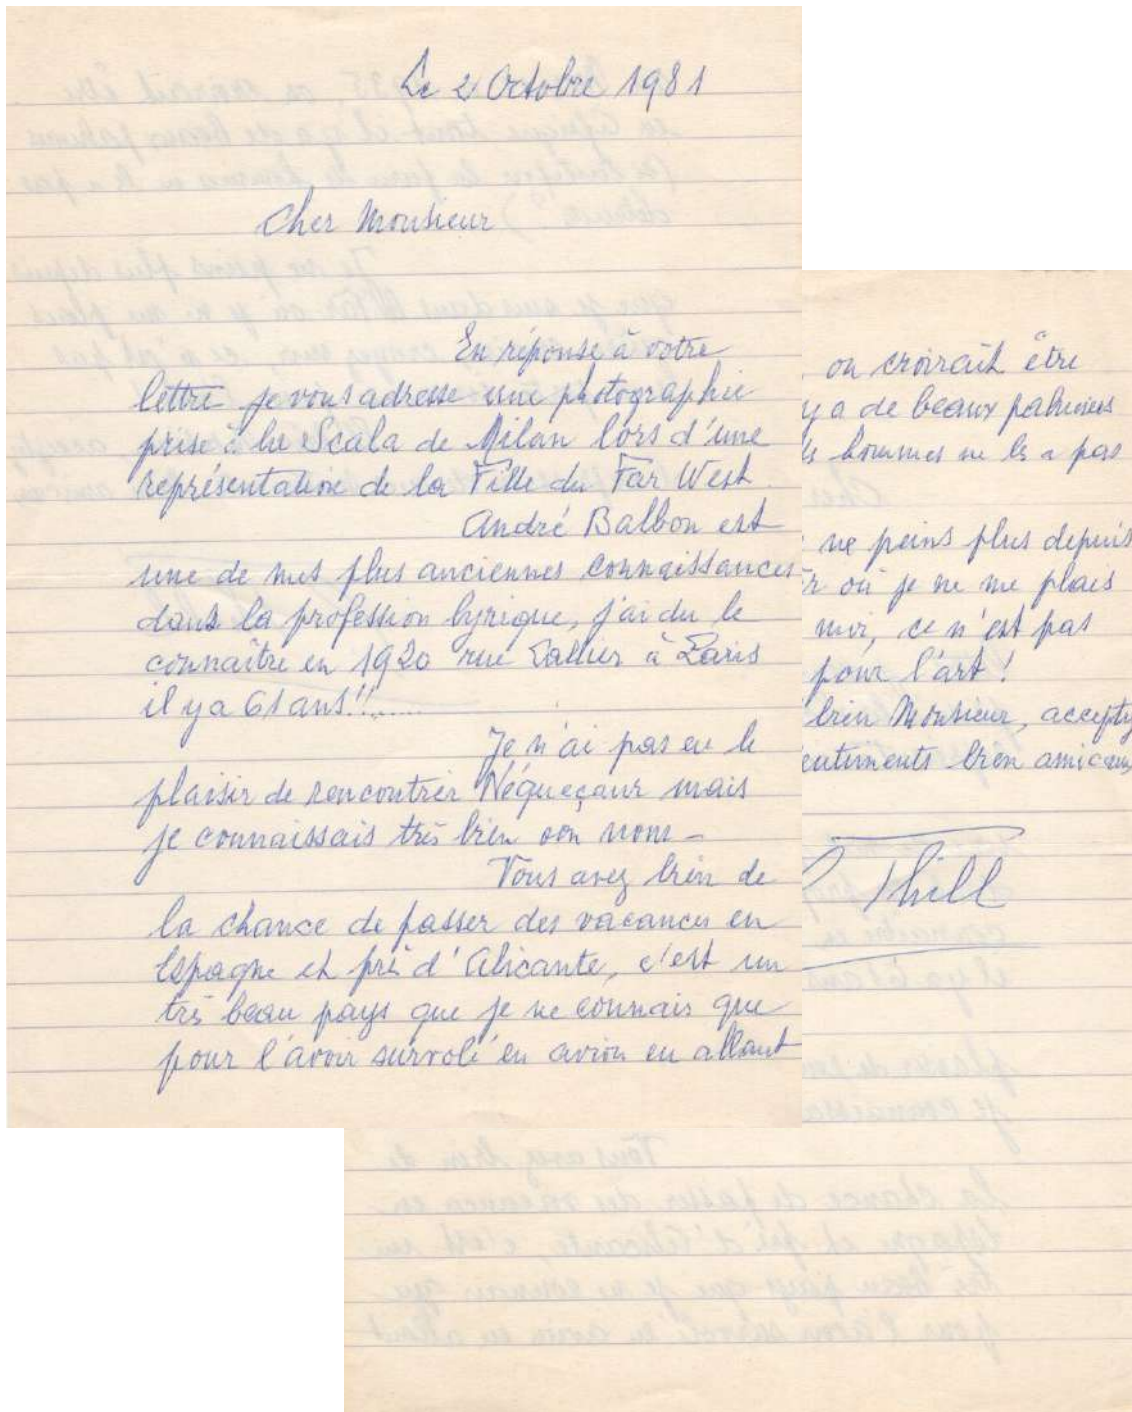 Le 2 Octobre 1981
Cher Monsieur
En réponse à votre
lettre je vous adresse une photographie
prise à la Scala de Milan lors d'une
représentation de la Fille du Far West
André Balbon est
une de mes plus anciennes connaissances
dans la profession lyrique, j'ai du le
connaître en 1920 rue à Paris
il y a 61 ans!!......
Je n'ai pas eu le
plaisir de rencontrer mais
je connaissais très bien son nom –
Vous avez bien de
la chance de passer des vacances en
Espagne et près d'Alicante, c'est un
très beau pays que je ne connais que
pour l'avoir survolé en avion en allant
on croirait être
y a de beaux palmiers
hommes ne les a pas
ne peins plus depuis
où je ne me plais
ce n'est pas
pour l'art !
bien Monsieur, acceptez
entiments bien amicaux
Thill